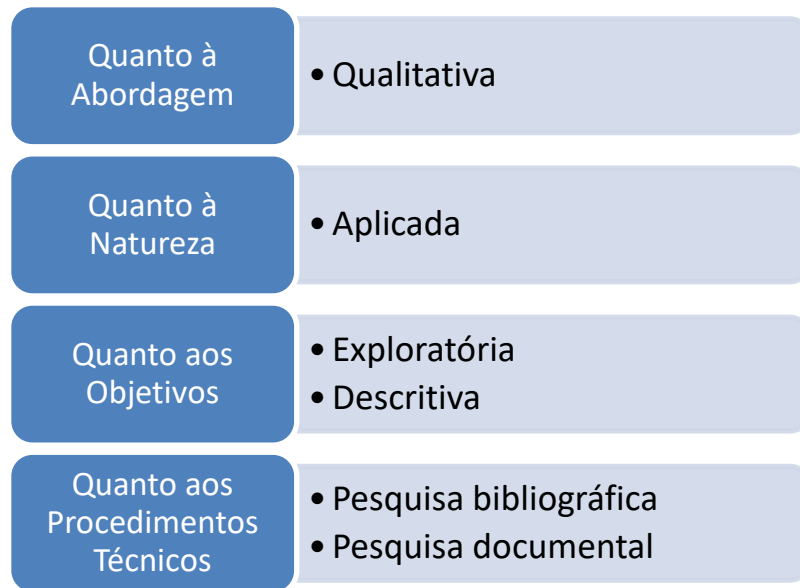 Quanto à
Abordagem
• Qualitativa
Quanto à
Natureza
• Aplicada
Quanto aos
Objetivos
• Exploratória
• Descritiva
Quanto aos
Procedimentos
Técnicos
• Pesquisa bibliográfica
• Pesquisa documental